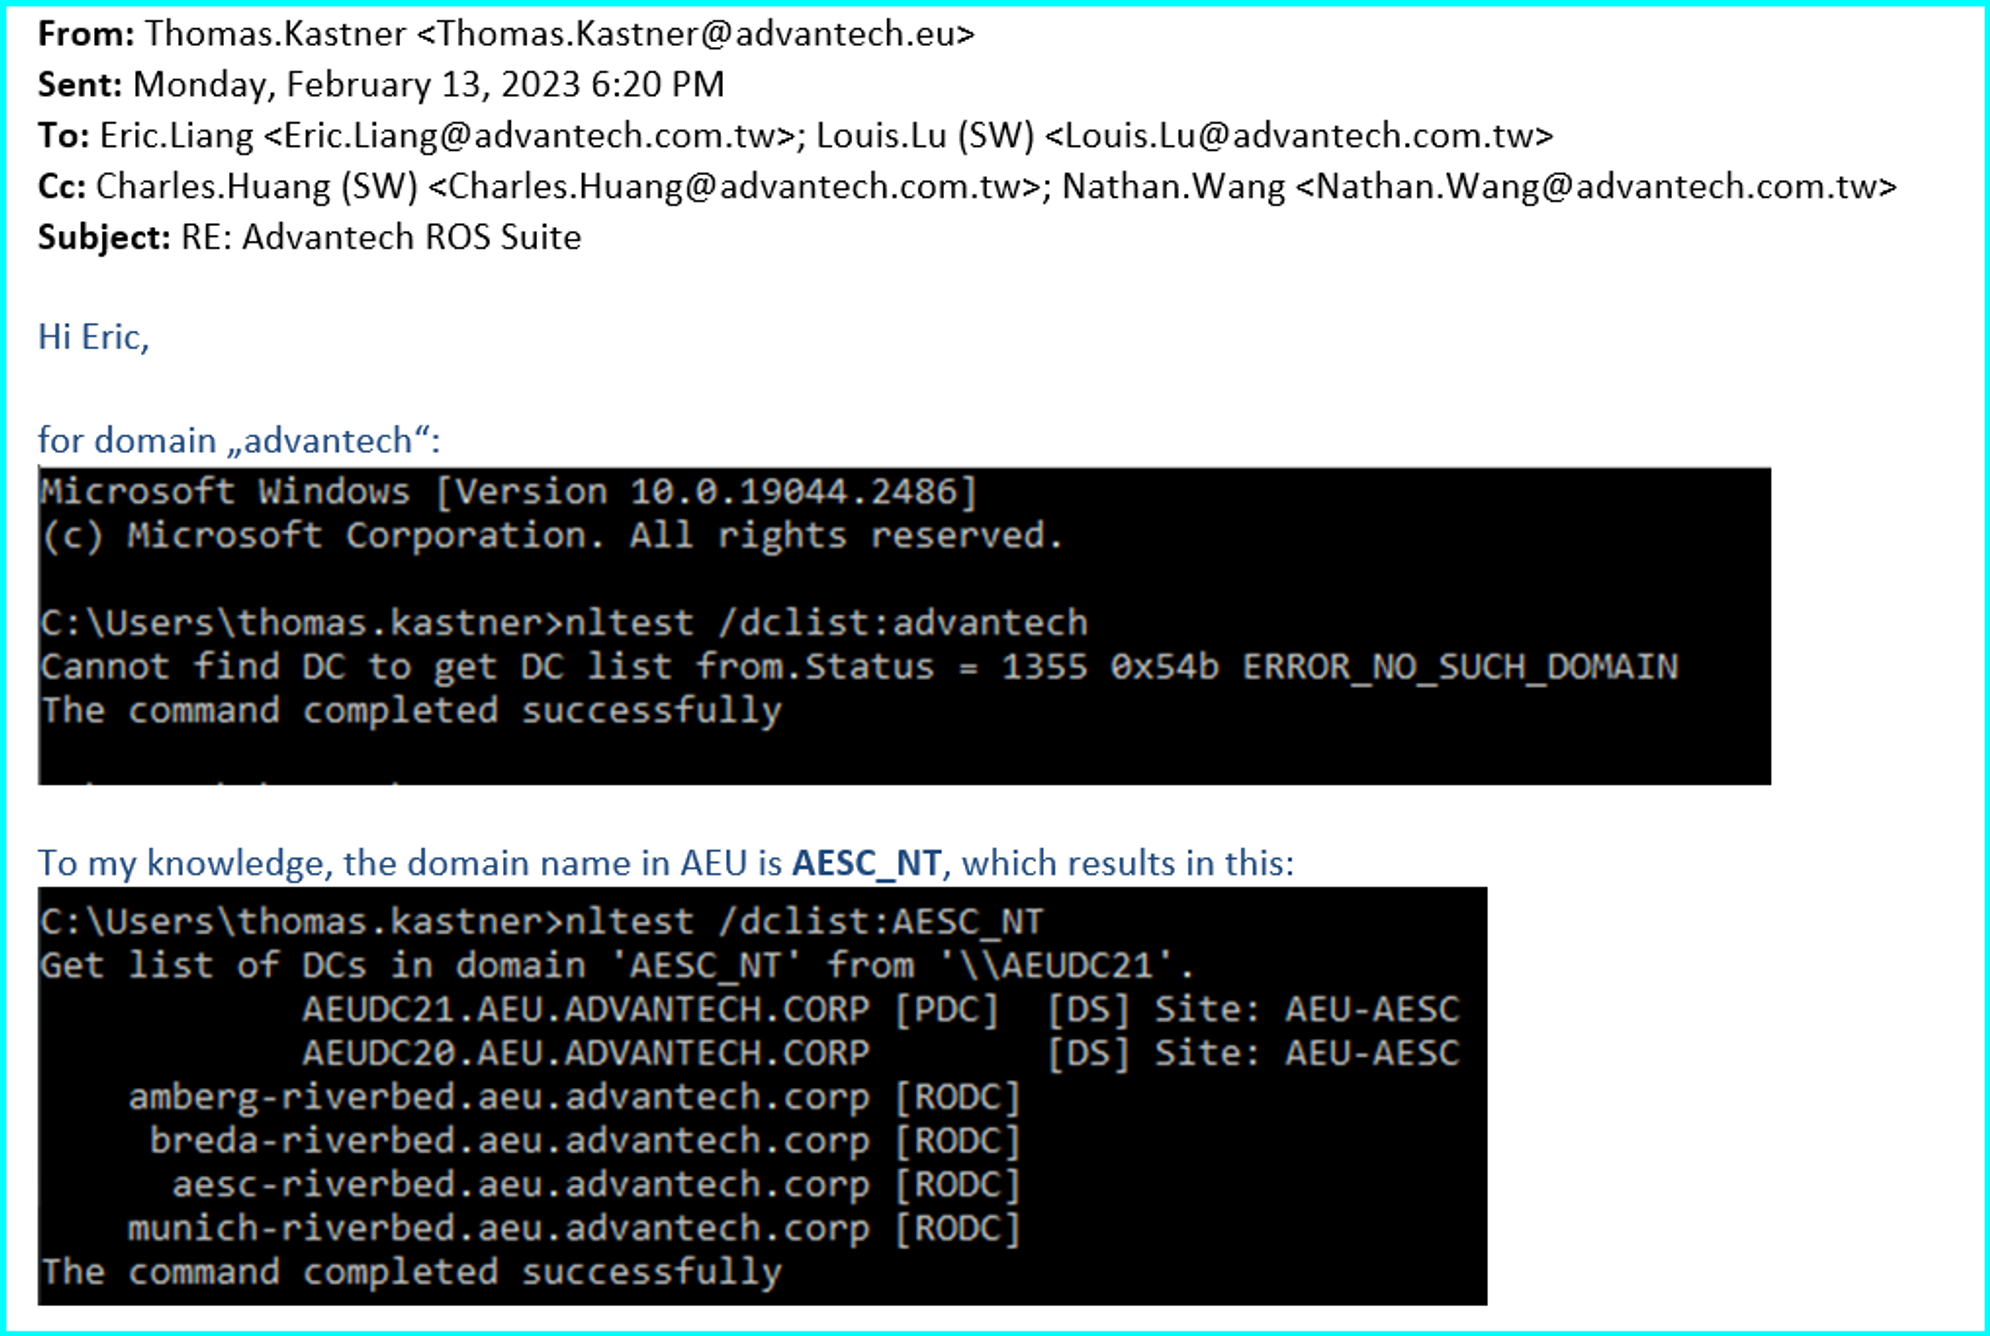 From: Thomas.Kastner <Thomas.Kastner@advantech.eu>
Sent: Monday, February 13, 2023 6:20 PM
To: Eric.Liang <Eric.Liang@advantech.com.tw>; Louis.Lu (SW) <Louis.Lu@advantech.com.tw>
Cc: Charles.Huang (SW) <Charles.Huang@advantech.com.tw>; Nathan.Wang <Nathan.Wang@advantech.com.tw>
Subject: RE: Advantech ROS Suite
Hi Eric,
for domain „advantech“:
Microsoft Windows [Version 10.0.19044.2486]
(c) Microsoft Corporation. All rights reserved.
C:\Users\thomas.kastner>nltest /dclist:advantech
Cannot find DC to get DC list from.Status = 1355 0x54b ERROR_NO_SUCH_DOMAIN
The command completed successfully
To my knowledge, the domain name in AEU is AESC_NT, which results in this:
C:\Users\thomas.kastner>nltest /dclist:AESC_NT
Get list of DCs in domain 'AESC_NT' from '\\AEUDC21'.
AEUDC21.AEU.ADVANTECH.CORP [PDC] [DS] Site: AEU-AESC
AEUDC20.AEU.ADVANTECH.CORP [DS] Site: AEU-AESC
amberg-riverbed.aeu.advantech.corp [RODC]
breda-riverbed.aeu.advantech.corp [RODC]
aesc-riverbed.aeu.advantech.corp [RODC]
munich-riverbed.aeu.advantech.corp [RODC]
The command completed successfully